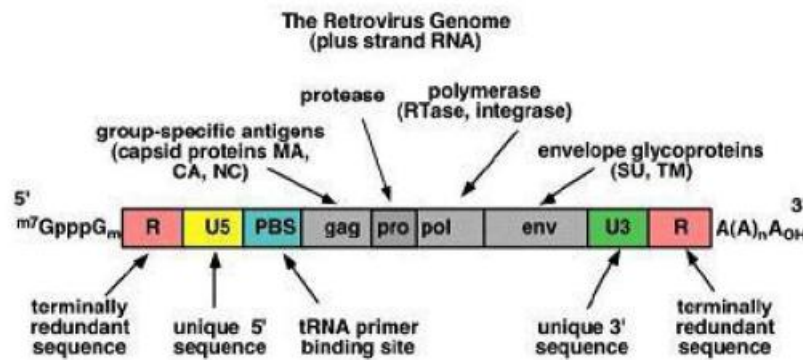 The Retrovirus Genome
(plus strand RNA)
protease
polymerase
(RTase, integrase)
group-specific antigens
(capsid proteins MA,
CA, NC)
envelope glycoproteins
(SU, TM)
5' 3'
m7GpppGm R U5 PBS gag pro pol env U3 R A(A)nAOH
terminally
redundant
sequence
unique 5'
sequence
tRNA primer
binding site
unique 3'
sequence
terminally
redundant
sequence